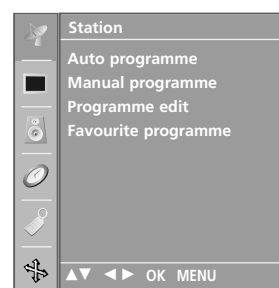 Station
Auto programme
Manual programme
Programme edit
Favourite programme
▲▼ ◄► OK MENU